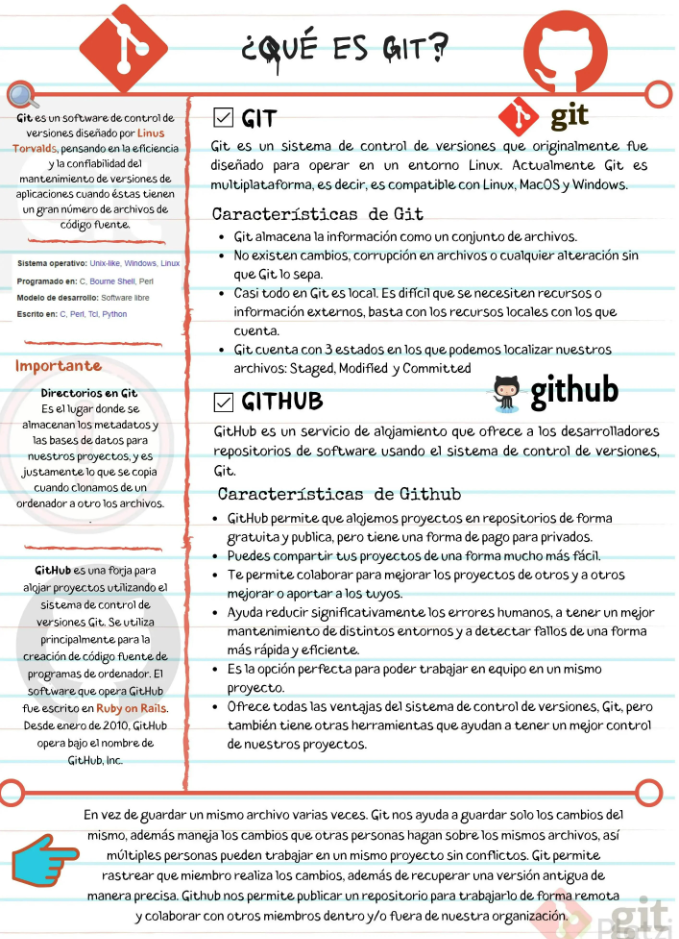 ¿QUÉ ES GIT?
Git es un software de control de
versiones diseñado por Linus
Torvalds, pensando en la eficiencia
y la confiabilidad del
mantenimiento de versiones de
aplicaciones cuando éstas tienen
un gran número de archivos de
código fuente.
Sistema operativo: Unix-like, Windows, Linux
Programado en: C, Bourne Shell, Perl
Modelo de desarrollo: Software libre
Escrito en: C, Perl, Tcl, Python
Importante
Directorios en Git
Es el lugar donde se
almacenan los metadatos y
las bases de datos para
nuestros proyectos, y es
justamente lo que se copia
cuando clonamos de un
ordenador a otro los archivos.
.
GitHub es una forja para
alojar proyectos utilizando el
sistema de control de
versiones Git. Se utiliza
principalmente para la
creación de código fuente de
programas de ordenador. El
software que opera GitHub
fue escrito en Ruby on Rails.
Desde enero de 2010, GitHub
opera bajo el nombre de
GitHub, Inc.
GIT
git
Git es un sistema de control de versiones que originalmente fue
diseñado para operar en un entorno Linux. Actualmente Git es
multiplataforma, es decir, es compatible con Linux, MacOS y Windows.
Características de Git
• Git almacena la información como un conjunto de archivos.
• No existen cambios, corrupción en archivos o cualquier alteración sin
que Git lo sepa.
• Casi todo en Git es local. Es difícil que se necesiten recursos o
información externos, basta con los recursos locales con los que
cuenta.
• Git cuenta con 3 estados en los que podemos localizar nuestros
archivos: Staged, Modified y Committed
GITHUB
github
GitHub es un servicio de alojamiento que ofrece a los desarrolladores
repositorios de software usando el sistema de control de versiones,
Git.
Características de Github
• GitHub permite que alojemos proyectos en repositorios de forma
gratuita y publica, pero tiene una forma de pago para privados.
• Puedes compartir tus proyectos de una forma mucho más fácil.
• Te permite colaborar para mejorar los proyectos de otros y a otros
mejorar o aportar a los tuyos.
• Ayuda reducir significativamente los errores humanos, a tener un mejor
mantenimiento de distintos entornos y a detectar fallos de una forma
más rápida y eficiente.
• Es la opción perfecta para poder trabajar en equipo en un mismo
proyecto.
• Ofrece todas las ventajas del sistema de control de versiones, Git, pero
también tiene otras herramientas que ayudan a tener un mejor control
de nuestros proyectos.
En vez de guardar un mismo archivo varias veces. Git nos ayuda a guardar solo los cambios del
mismo, además maneja los cambios que otras personas hagan sobre los mismos archivos, así
múltiples personas pueden trabajar en un mismo proyecto sin conflictos. Git permite
rastrear que miembro realiza los cambios, además de recuperar una versión antigua de
manera precisa. Github nos permite publicar un repositorio para trabajarlo de forma remota
y colaborar con otros miembros dentro y/o fuera de nuestra organización.
git
Platzi